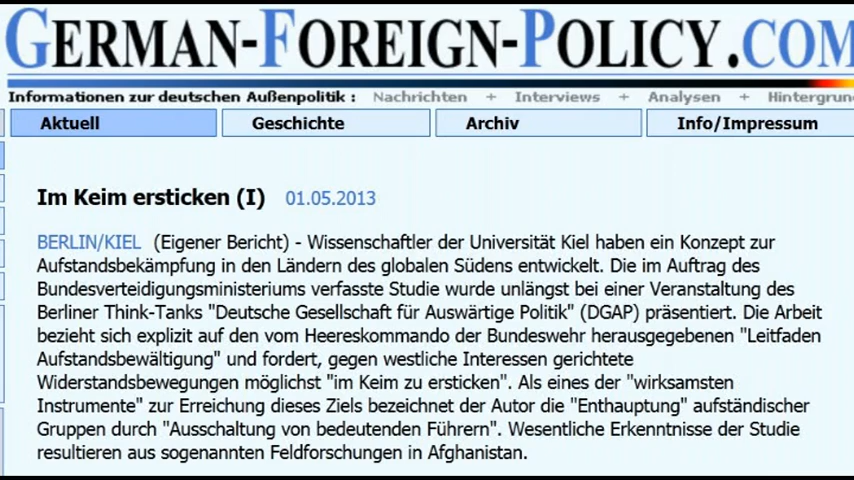 GERMAN-FOREIGN-POLICY.COM
Informationen zur deutschen Außenpolitik : Nachrichten + Interviews + Analysen + Hintergrun
Aktuell Geschichte Archiv Info/Impressum
Im Keim ersticken (I) 01.05.2013
BERLIN/KIEL (Eigener Bericht) - Wissenschaftler der Universität Kiel haben ein Konzept zur
Aufstandsbekämpfung in den Ländern des globalen Südens entwickelt. Die im Auftrag des
Bundesverteidigungsministeriums verfasste Studie wurde unlängst bei einer Veranstaltung des
Berliner Think-Tanks "Deutsche Gesellschaft für Auswärtige Politik" (DGAP) präsentiert. Die Arbeit
bezieht sich explizit auf den vom Heereskommando der Bundeswehr herausgegebenen "Leitfaden
Aufstandsbewältigung" und fordert, gegen westliche Interessen gerichtete
Widerstandsbewegungen möglichst "im Keim zu ersticken". Als eines der "wirksamsten
Instrumente" zur Erreichung dieses Ziels bezeichnet der Autor die "Enthauptung" aufständischer
Gruppen durch "Ausschaltung von bedeutenden Führern". Wesentliche Erkenntnisse der Studie
resultieren aus sogenannten Feldforschungen in Afghanistan.